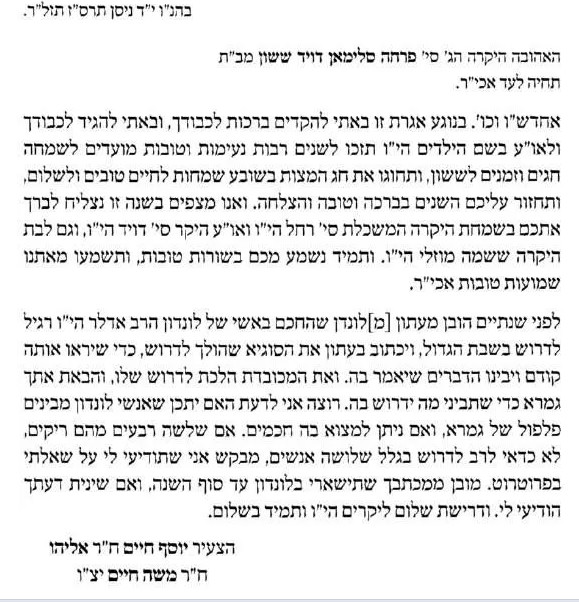 בהנ"ו י"ד ניסן תרס"ז תול"ר.
האהובה היקרה הג' סי' פרחה סלימאן דויד ששון מב"ת
תחיה לעד אכי"ר.
אחדש"ו וכו'. בנוגע אגרת זו באתי להקדים ברכות לכבודך, ובאתי להגיד לכבודך
ולאו"ע בשם הילדים הי"ו תזכו לשנים רבות נעימות וטובות מועדים לשמחה
חגים וזמנים לששון, ותחוגו את חג המצות בשובע שמחות לחיים טובים ולשלום,
ותחזור עליכם השנים בברכה וטובה והצלחה. ואנו מצפים בשנה זו נצליח לברך
אתכם בשמחת היקרה המשכלת סי' רחל הי"ו ואו"ע היקר סי' דויד הי"ו, וגם לבת
היקרה ששמה מוזלי הי"ו. ותמיד נשמע מכם בשורות טובות, ותשמעו מאתנו
שמועות טובות אכי"ר.
לפני שנתיים הובן מעתון [מ]לונדן שהחכם באשי של לונדון הרב אדלר הי"ו רגיל
לדרוש בשבת הגדול, ויכתוב בעתון את הסוגיא שהולך לדרוש, כדי שיראו אותה
קודם ויבינו הדברים שיאמר בה. ואת המכובדת הלכת לדרוש שלו, והבאת אתך
גמרא כדי שתביני מה ידרוש בה. רוצה אני לדעת האם יתכן שאנשי לונדון מבינים
פלפול של גמרא, ואם ניתן למצוא בה חכמים. אם שלשה רבעים מהם ריקים,
לא כדאי לרב לדרוש בגלל שלושה אנשים, מבקש אני שתודיעי לי על שאלתי
בפרוטרוט. מובן ממכתבך שתישארי בלונדון עד סוף השנה, ואם שינית דעתך
הודיעי לי. ודרישת שלום ליקרים הי"ו ותמיד בשלום.
הצעיר יוסף חיים ח"ר אליהו
ח"ר משה חיים יצ"ו